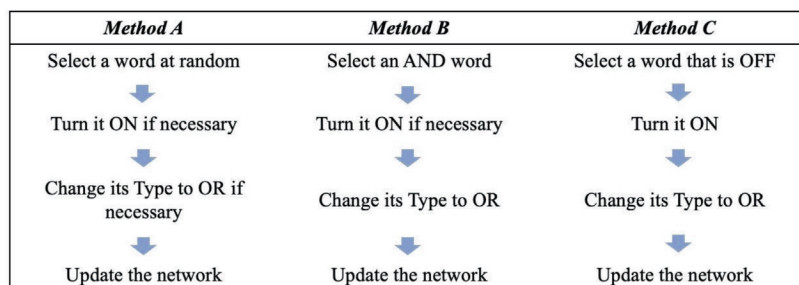 Method A Method B Method C
Select a word at random Select an AND word Select a word that is OFF
Turn it ON if necessary Turn it ON if necessary Turn it ON
Change its Type to OR if
necessary Change its Type to OR Change its Type to OR
Update the network Update the network Update the network